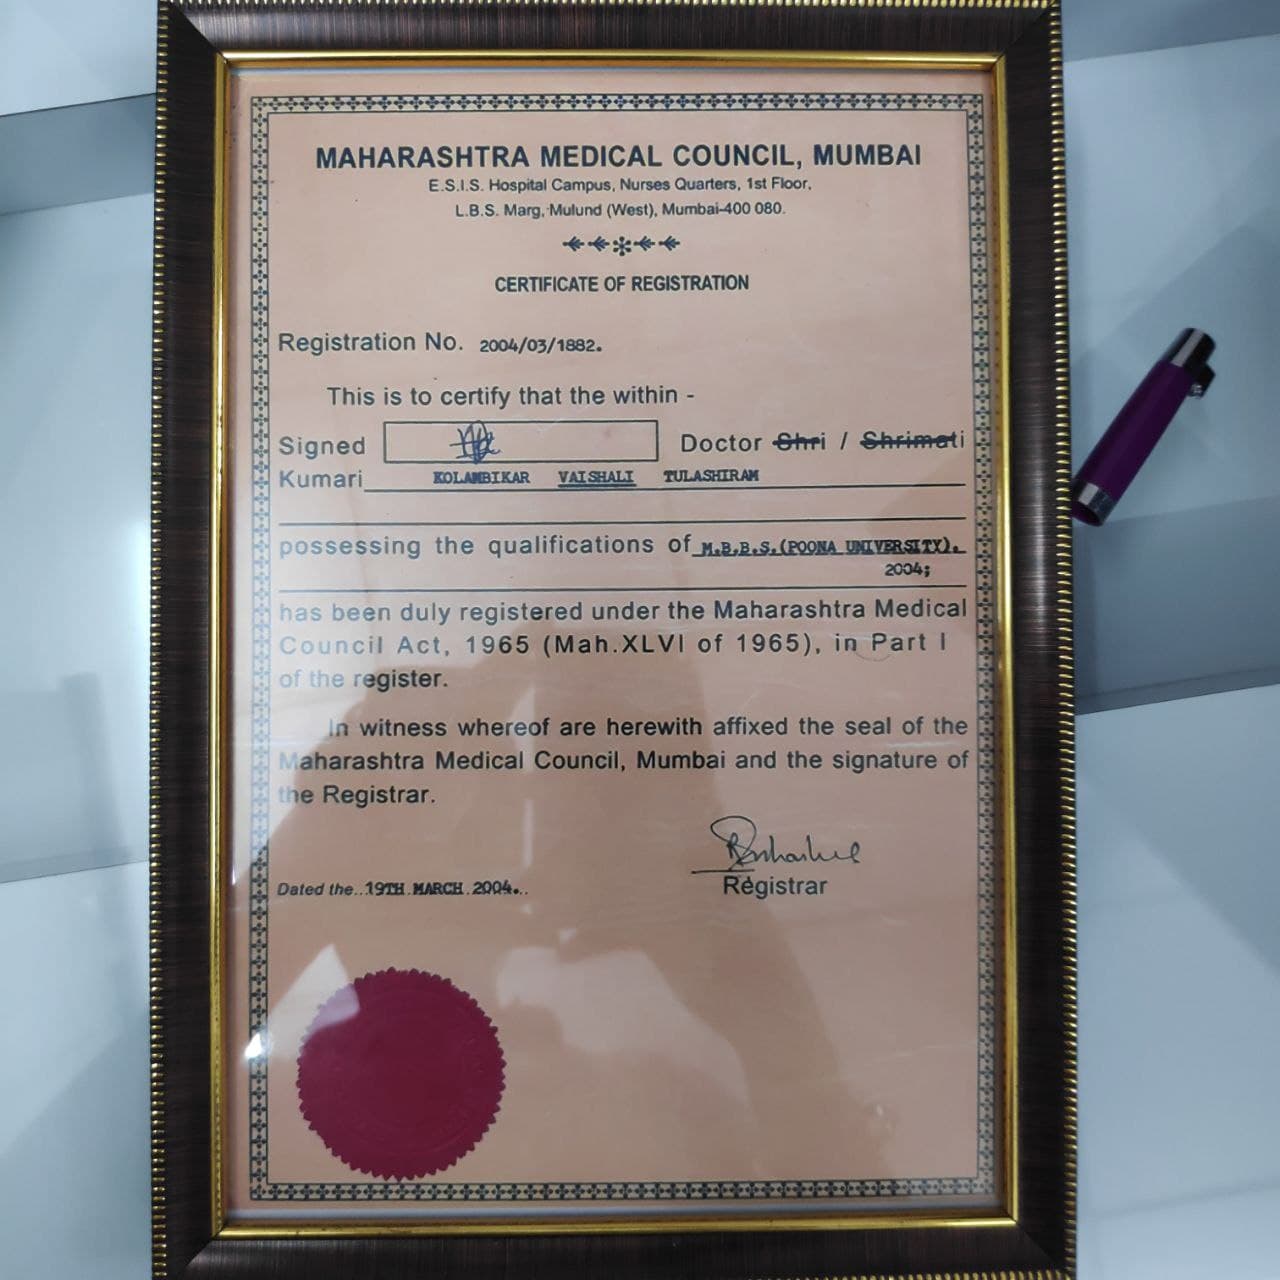 MAHARASHTRA MEDICAL COUNCIL, MUMBAI
E.S.I.S. Hospital Campus, Nurses Quarters, 1st Floor,
L.B.S. Marg, Mulund (West), Mumbai-400 080.
CERTIFICATE OF REGISTRATION
Registration No. 2004/03/1882.
This is to certify that the within -
Signed Doctor Shri / Shrimati
Kumari KOLAMBIKAR VAISHALI TULASHIRAM
possessing the qualifications of M.B.B.S.(POONA UNIVERSITY).
2004;
has been duly registered under the Maharashtra Medical
Council Act, 1965 (Mah.XLVI of 1965), in Part I
of the register.
In witness whereof are herewith affixed the seal of the
Maharashtra Medical Council, Mumbai and the signature of
the Registrar.
Registrar
Dated the..19TH.MARCH.2004...